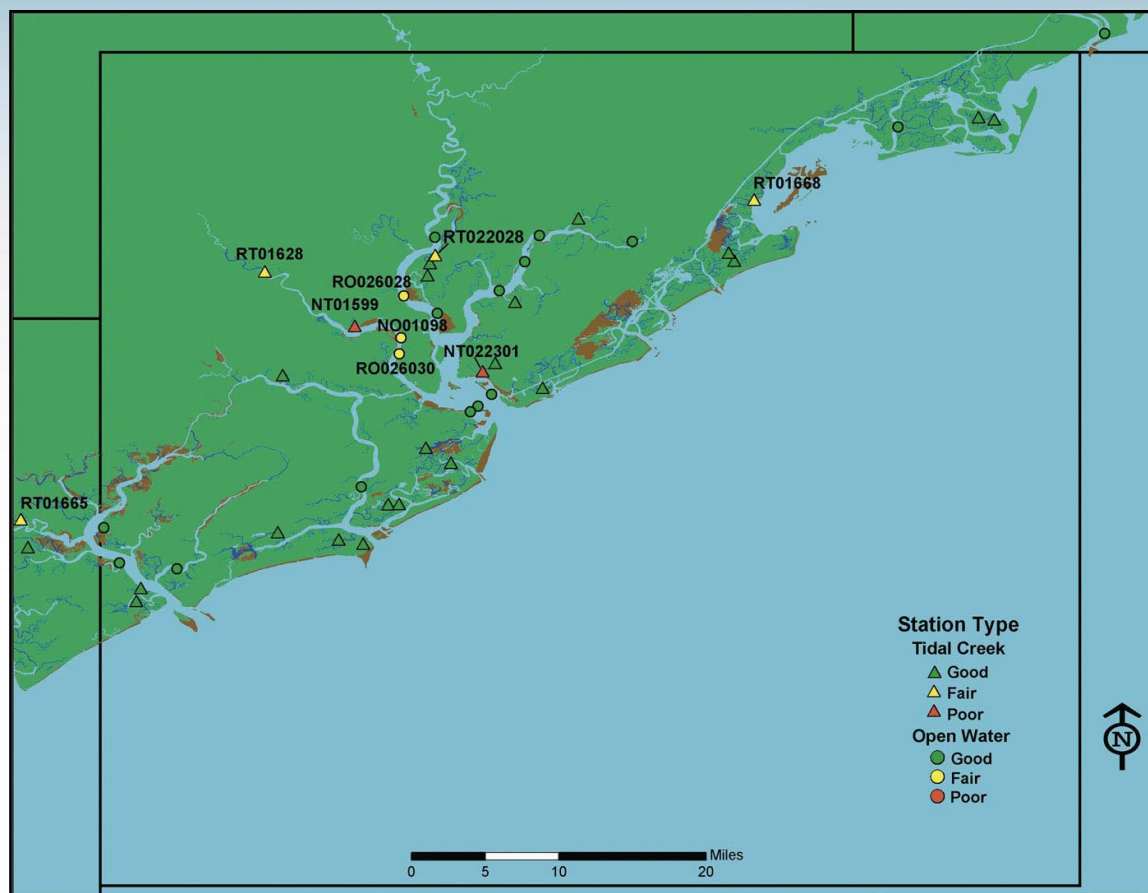 RT01668
RT022028
RT01628
RO026028
NT01599
NO01098
NT022301
RO026030
RT01665
Station Type
Tidal Creek
Good
Fair
Poor
Open Water
Good
Fair
Poor
N
Miles
0 5 10 20